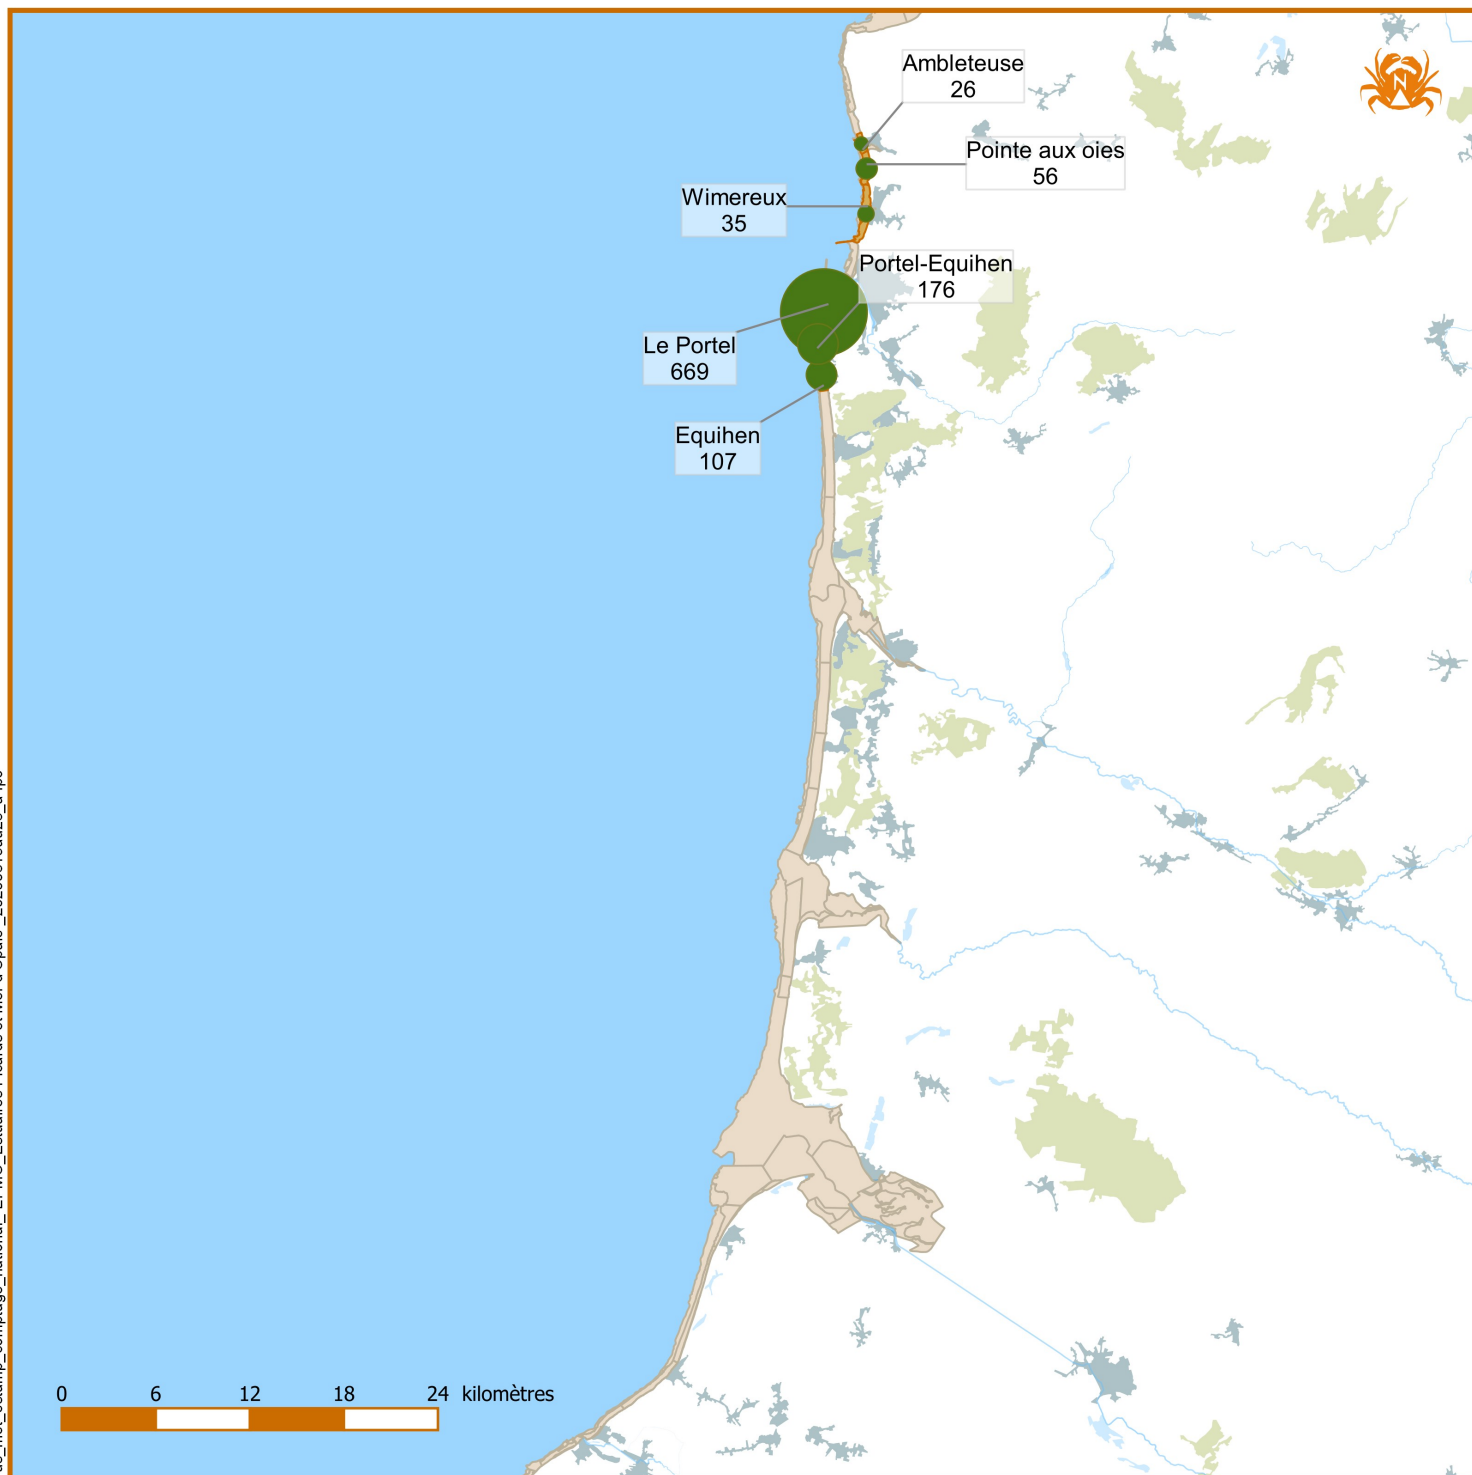 Ambleteuse
26
Pointe aux oies
56
Wimereux
35
Portel-Equihen
176
Le Portel
669
Equihen
107
N
0 6 12 18 24 kilomètres